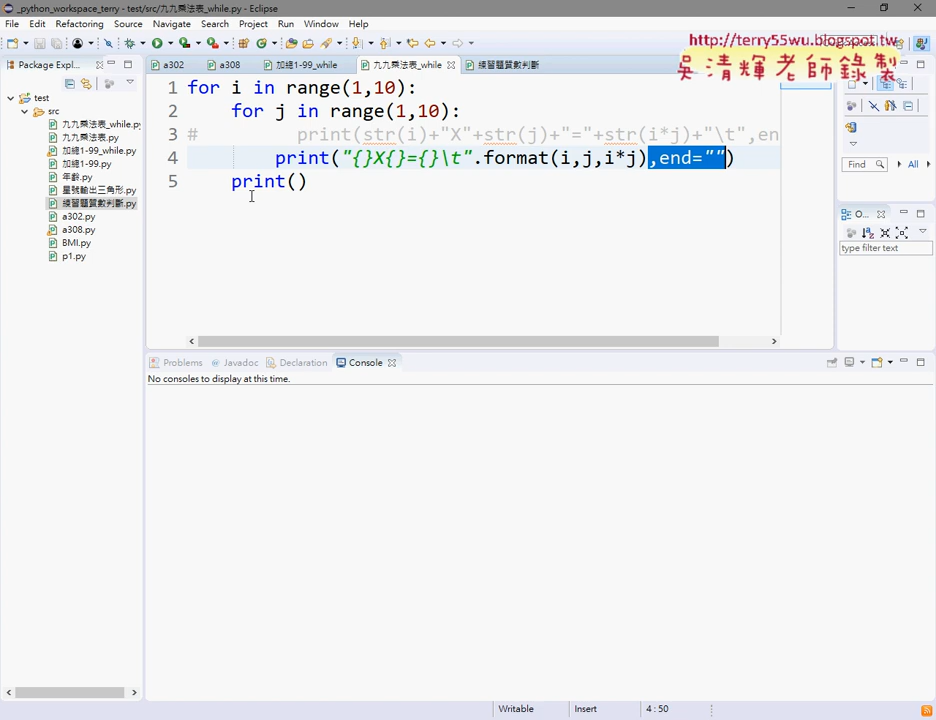 _python_workspace_terry - test/src/九九乘法表_while.py - Eclipse
File Edit Refactoring Source Navigate Search Project Run Window Help
http://terry55wu.blogspot.tw
吳清輝老師錄製
Package Expl...
a302
a308
加總1-99_while
九九乘法表_while
練習題質數判斷
test
src
九九乘法表_while.py
九九乘法表.py
加總1-99_while.py
加總1-99.py
年齡.py
星號輸出三角形.py
練習題質數判斷.py
a302.py
a308.py
BMI.py
p1.py
1 for i in range(1,10):
2 for j in range(1,10):
3 # print(str(i)+"X"+str(j)+"="+str(i*j)+"\t",en
4 print("{}X{}={}\t".format(i,j,i*j),end="")
5 print()
Find
All
O...
type filter text
Problems Javadoc Declaration Console
No consoles to display at this time.
Writable Insert 4 : 50